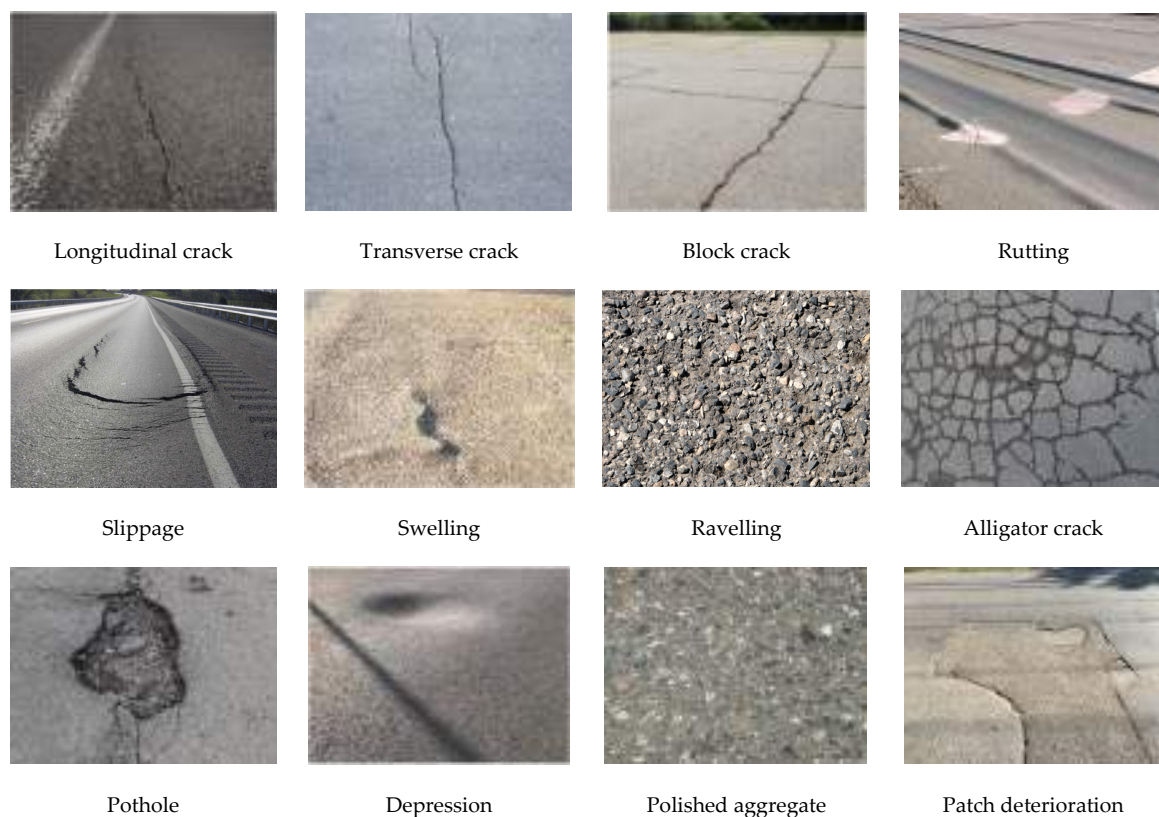 Longitudinal crack
Transverse crack
Block crack
Rutting
Slippage
Swelling
Ravelling
Alligator crack
Pothole
Depression
Polished aggregate
Patch deterioration